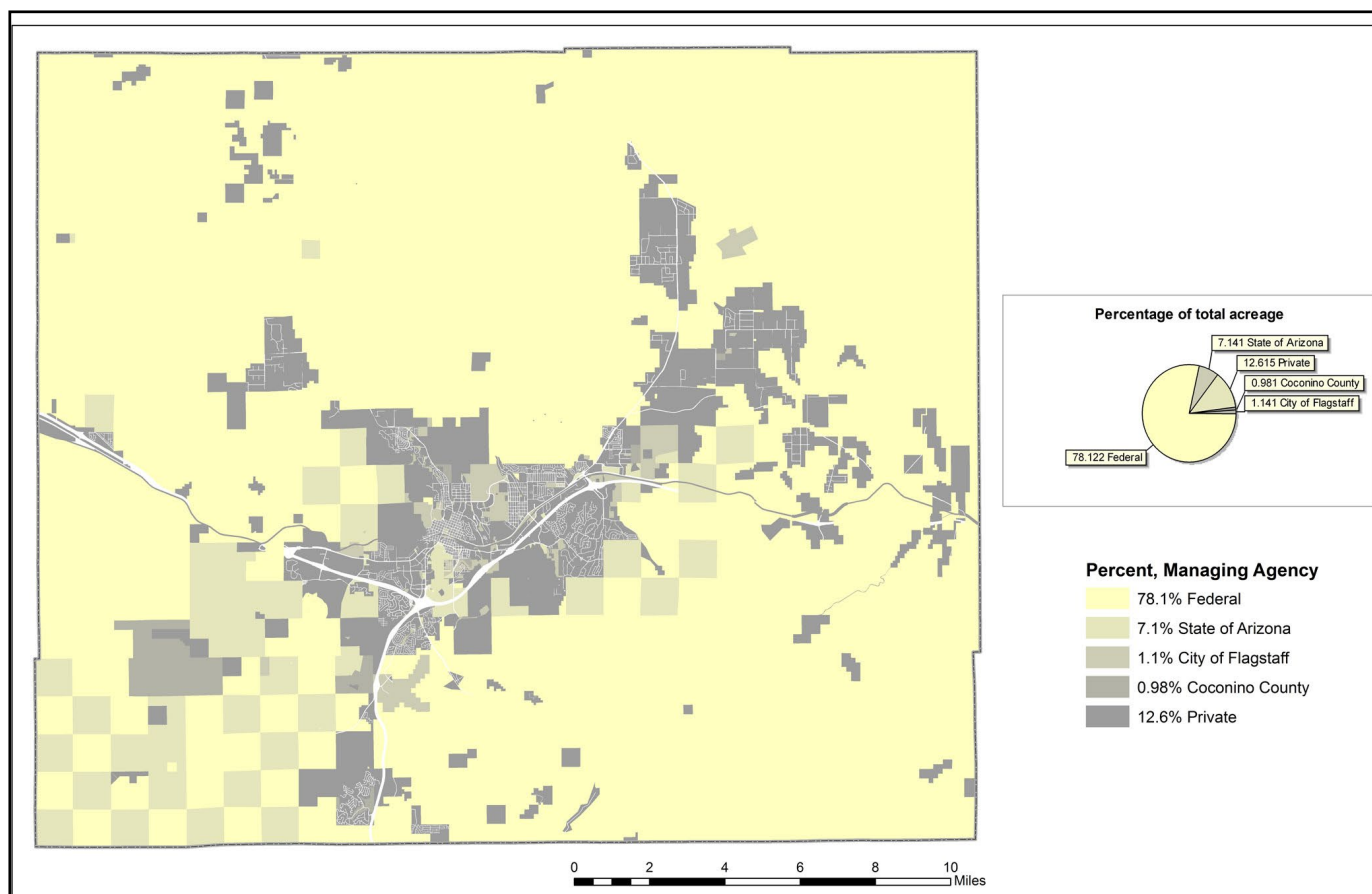 Percentage of total acreage
7.141 State of Arizona
12.615 Private
0.981 Coconino County
1.141 City of Flagstaff
78.122 Federal
Percent, Managing Agency
78.1% Federal
7.1% State of Arizona
1.1% City of Flagstaff
0.98% Coconino County
12.6% Private
0 2 4 6 8 10
Miles